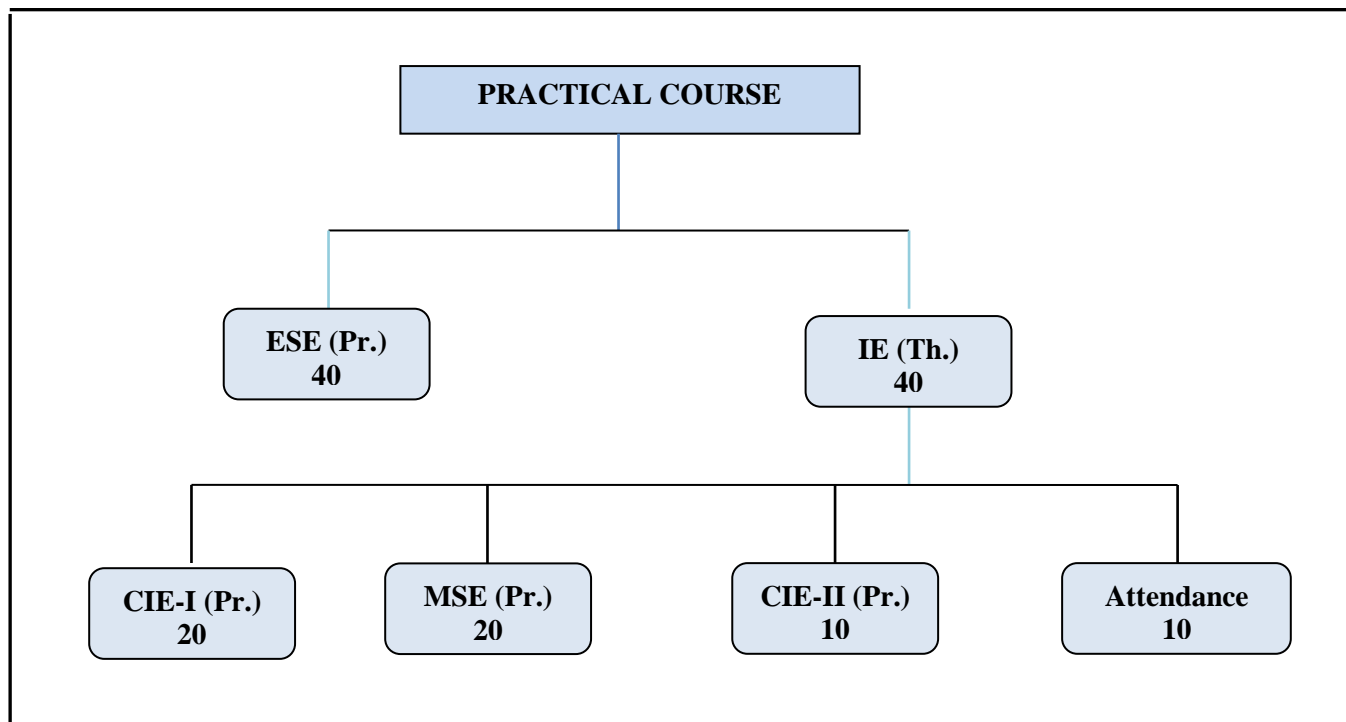 PRACTICAL COURSE
ESE (Pr.)
40
IE (Th.)
40
CIE-I (Pr.)
20
MSE (Pr.)
20
CIE-II (Pr.)
10
Attendance
10